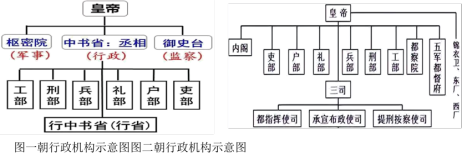 皇帝
枢密院 中书省：丞相 御史台
(军事) (行政) (监察)
工部 刑部 兵部 礼部 户部 吏部
行中书省(行省)
皇帝
内阁 吏部 户部 礼部 兵部 刑部 工部 都察院 五军都督府 锦衣卫、东厂、西厂
三司
都指挥使司 承宣布政使司 提刑按察使司
图一朝行政机构示意图图二朝行政机构示意图